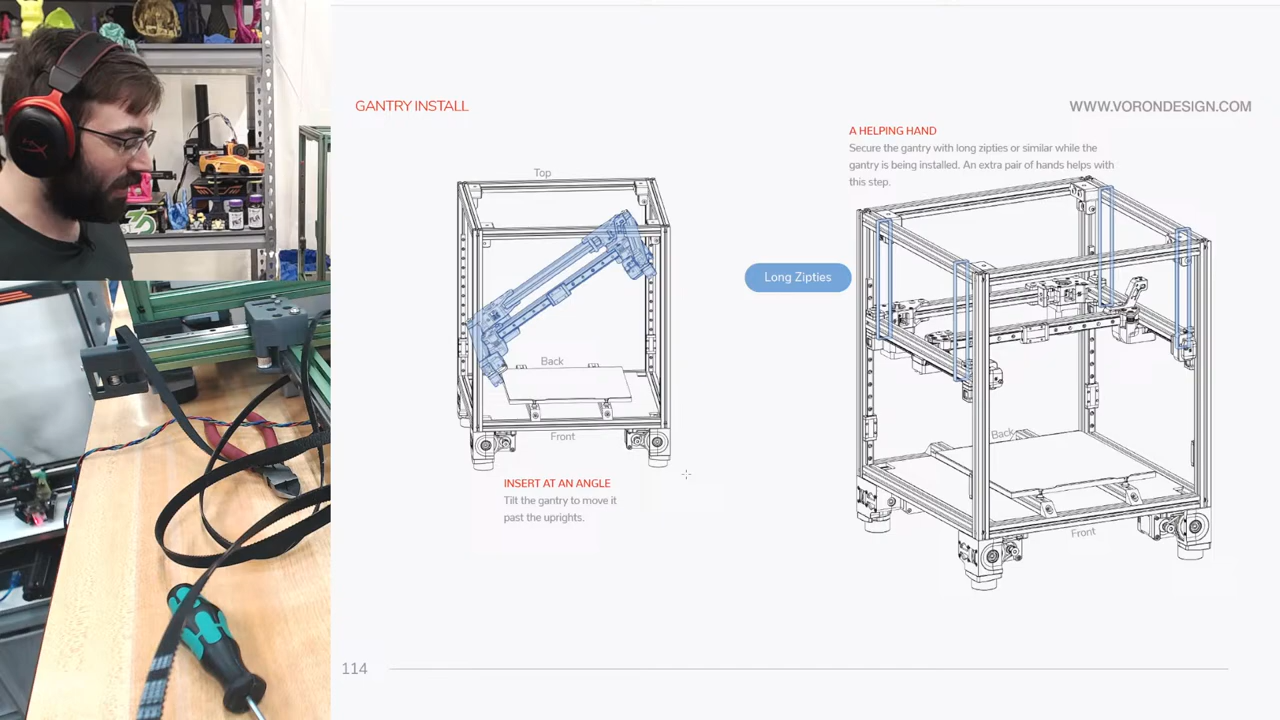 GANTRY INSTALL
WWW.VORONDESIGN.COM
A HELPING HAND
Secure the gantry with long zipties or similar while the
gantry is being installed. An extra pair of hands helps with
this step.
Top
Long Zipties
Back
Front
INSERT AT AN ANGLE
Tilt the gantry to move it
past the uprights.
Back
Front
114